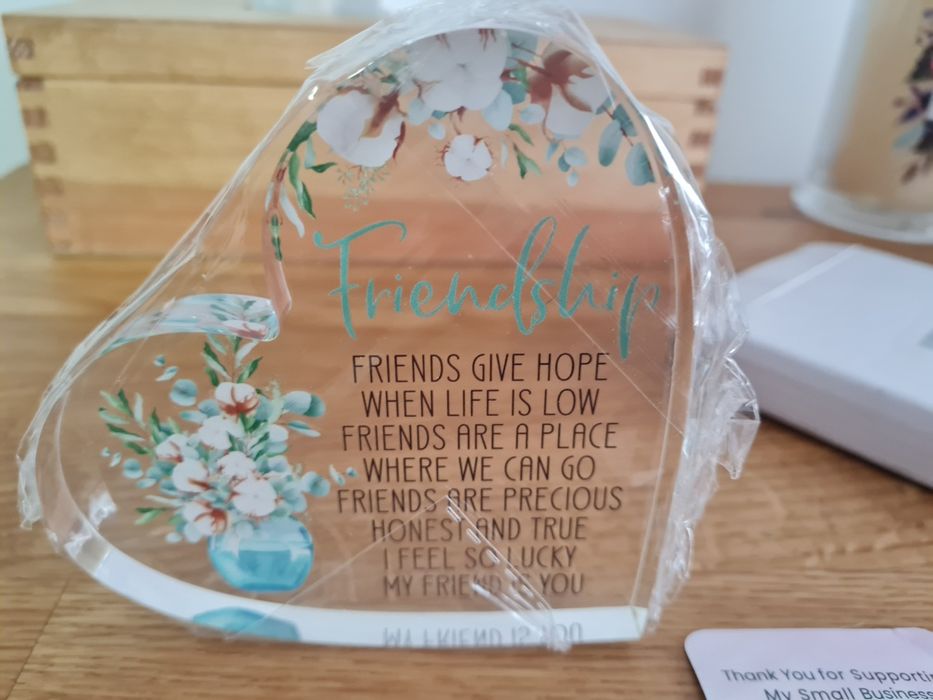 Friendship
FRIENDS GIVE HOPE
WHEN LIFE IS LOW
FRIENDS ARE A PLACE
WHERE WE CAN GO
FRIENDS ARE PRECIOUS
HONEST AND TRUE
I FEEL SO LUCKY
MY FRIEND IS YOU
Thank You for Supporting
My Small Business